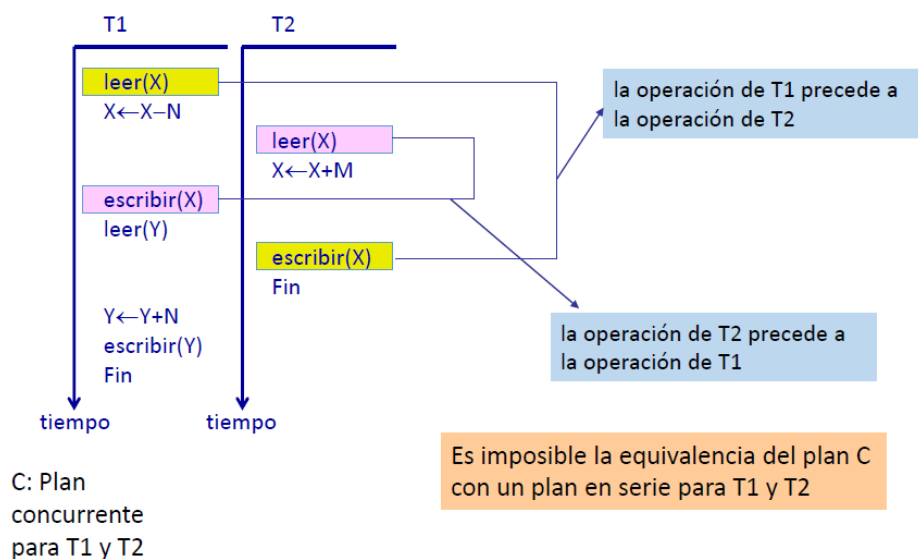 T1
T2
leer(X)
X←X–N
leer(X)
X←X+M
escribir(X)
leer(Y)
escribir(X)
Fin
Y←Y+N
escribir(Y)
Fin
tiempo
tiempo
la operación de T1 precede a
la operación de T2
la operación de T2 precede a
la operación de T1
Es imposible la equivalencia del plan C
con un plan en serie para T1 y T2
C: Plan
concurrente
para T1 y T2